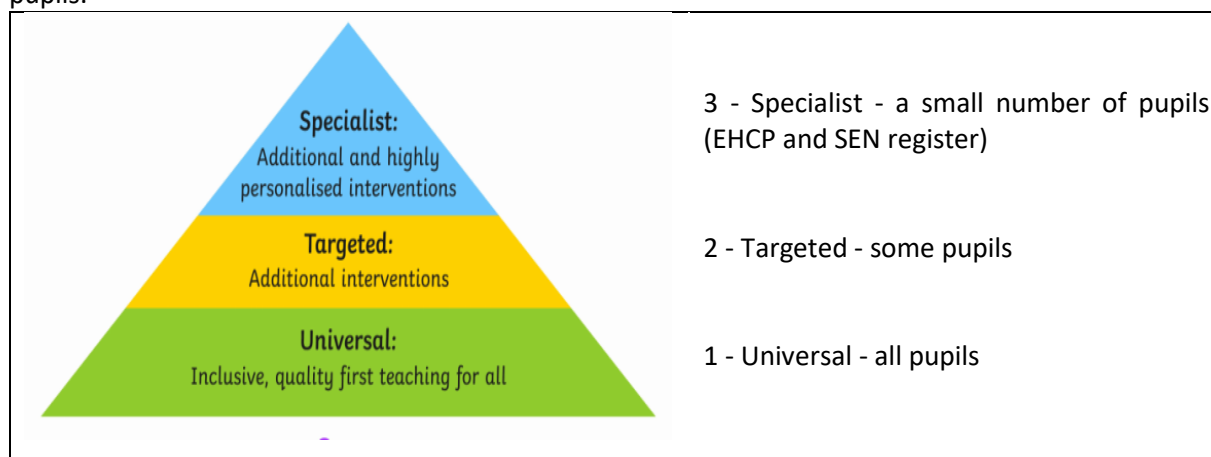 pupils.
Specialist:
Additional and highly
personalised interventions
3 - Specialist - a small number of pupils
(EHCP and SEN register)
Targeted:
Additional interventions
2 - Targeted - some pupils
Universal:
Inclusive, quality first teaching for all
1 - Universal - all pupils